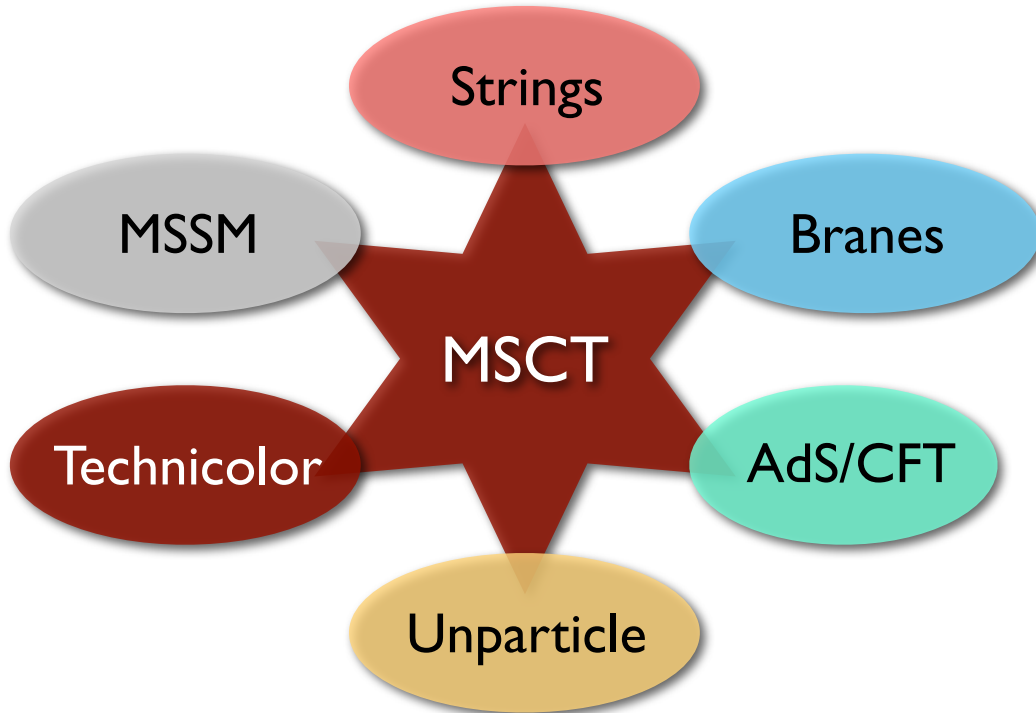 Strings
MSSM
Branes
MSCT
Technicolor
AdS/CFT
Unparticle